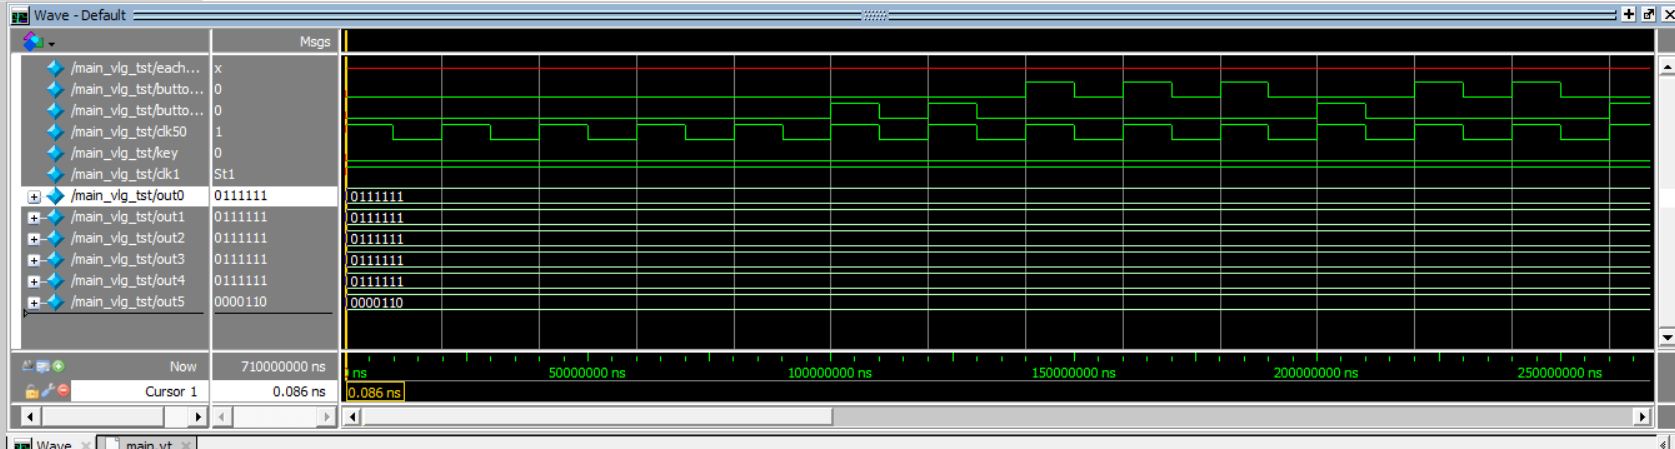 Wave - Default
Msgs
/main_vlg_tst/each... x
/main_vlg_tst/butto... 0
/main_vlg_tst/butto... 0
/main_vlg_tst/clk50 1
/main_vlg_tst/key 0
/main_vlg_tst/clk1 St1
/main_vlg_tst/out0 0111111 0111111
/main_vlg_tst/out1 0111111 0111111
/main_vlg_tst/out2 0111111 0111111
/main_vlg_tst/out3 0111111 0111111
/main_vlg_tst/out4 0111111 0111111
/main_vlg_tst/out5 0000110 0000110
Now 710000000 ns ns 50000000 ns 100000000 ns 150000000 ns 200000000 ns 250000000 ns
Cursor 1 0.086 ns 0.086 ns
Wave main.vt